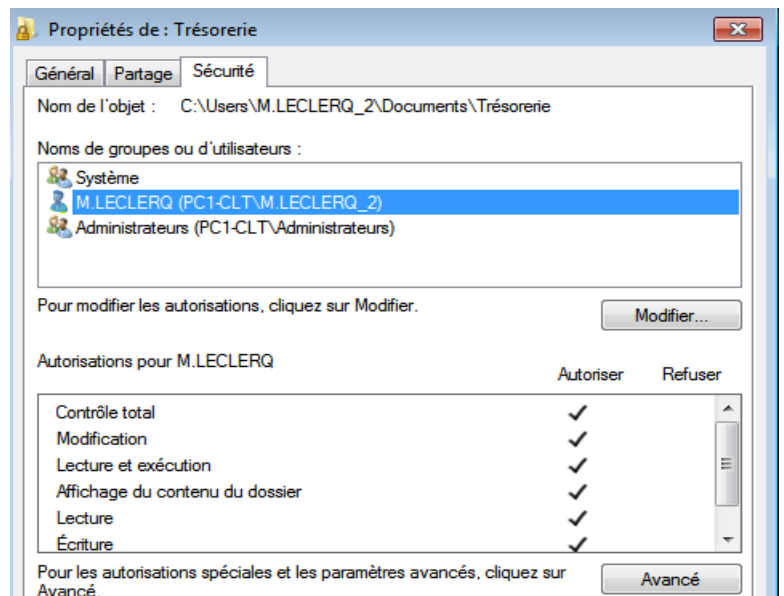 Propriétés de : Trésorerie
Général Partage Sécurité
Nom de l'objet : C:\Users\M.LECLERQ_2\Documents\Trésorerie
Noms de groupes ou d'utilisateurs :
Système
M.LECLERQ (PC1-CLT\M.LECLERQ_2)
Administrateurs (PC1-CLT\Administrateurs)
Pour modifier les autorisations, cliquez sur Modifier.
Modifier...
Autorisations pour M.LECLERQ
Autoriser Refuser
Contrôle total
Modification
Lecture et exécution
Affichage du contenu du dossier
Lecture
Écriture
Pour les autorisations spéciales et les paramètres avancés, cliquez sur
Avancé.
Avancé